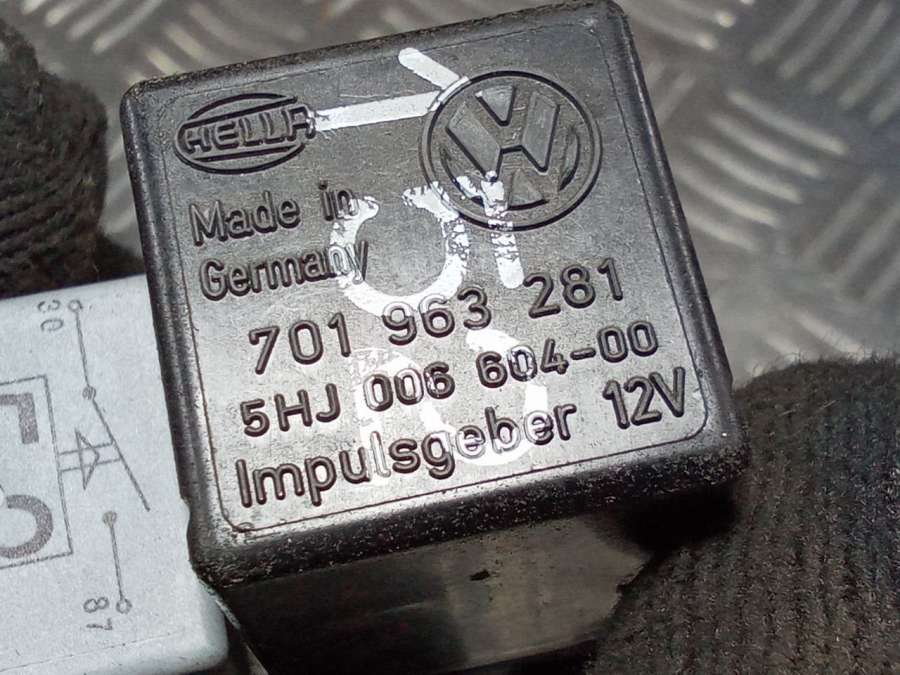 HELLA
Made in
Germany
701 963 281
5HJ 006 604-00
Impulsgeber 12V
30
87